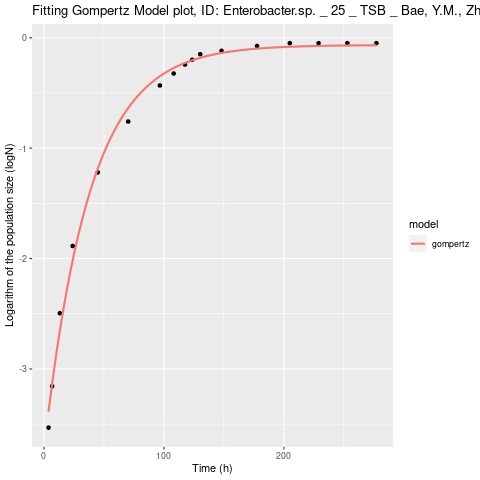 Fitting Gompertz Model plot, ID: Enterobacter.sp. _ 25 _ TSB _ Bae, Y.M., Zh
0
-1
-2
-3
Logarithm of the population size (logN)
0
100
200
Time (h)
model
gompertz